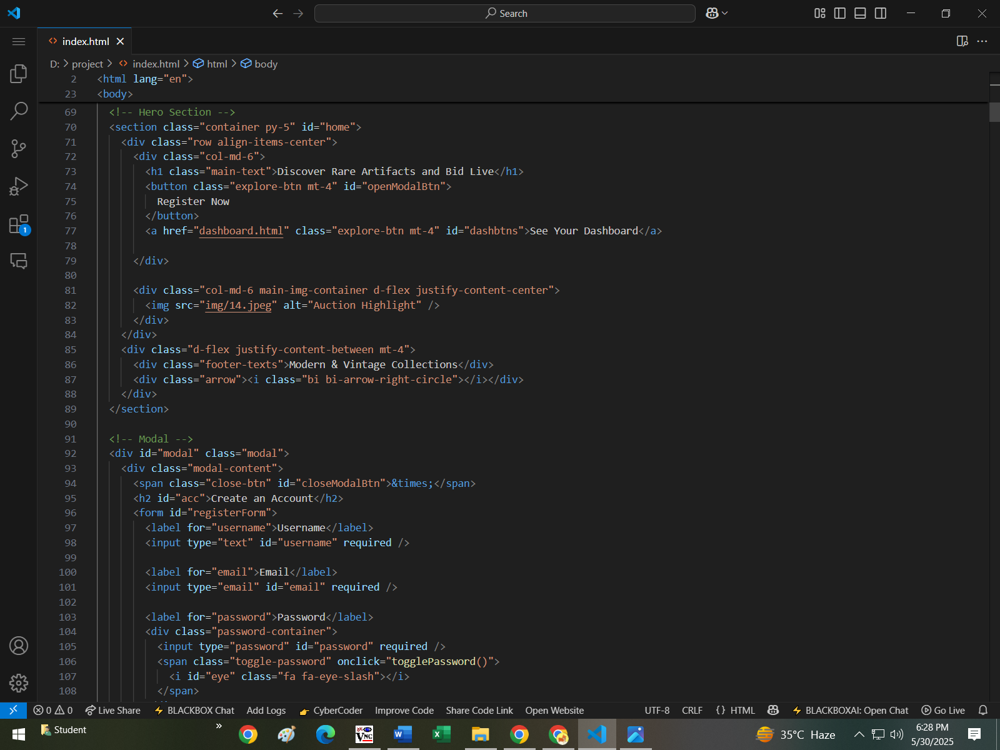 Search
index.html
D: > project > index.html > html > body
2 <html lang="en">
23 <body>
69 <!-- Hero Section -->
70 <section class="container py-5" id="home">
71 <div class="row align-items-center">
72 <div class="col-md-6">
73 <h1 class="main-text">Discover Rare Artifacts and Bid Live</h1>
74 <button class="explore-btn mt-4" id="openModalBtn">
75 Register Now
76 </button>
77 <a href="dashboard.html" class="explore-btn mt-4" id="dashbtns">See Your Dashboard</a>
78
79 </div>
80
81 <div class="col-md-6 main-img-container d-flex justify-content-center">
82 <img src="img/14.jpeg" alt="Auction Highlight" />
83 </div>
84 </div>
85 <div class="d-flex justify-content-between mt-4">
86 <div class="footer-texts">Modern & Vintage Collections</div>
87 <div class="arrow"><i class="bi bi-arrow-right-circle"></i></div>
88 </div>
89 </section>
90
91 <!-- Modal -->
92 <div id="modal" class="modal">
93 <div class="modal-content">
94 <span class="close-btn" id="closeModalBtn">&times;</span>
95 <h2 id="acc">Create an Account</h2>
96 <form id="registerForm">
97 <label for="username">Username</label>
98 <input type="text" id="username" required />
99
100 <label for="email">Email</label>
101 <input type="email" id="email" required />
102
103 <label for="password">Password</label>
104 <div class="password-container">
105 <input type="password" id="password" required />
106 <span class="toggle-password" onclick="togglePassword()">
107 <i id="eye" class="fa fa-eye-slash"></i>
108 </span>
1
0 0 Live Share BLACKBOX Chat Add Logs CyberCoder Improve Code Share Code Link Open Website UTF-8 CRLF {} HTML BLACKBOXAI: Open Chat Go Live
Student
VNC
35°C Haze
6:28 PM
5/30/2025